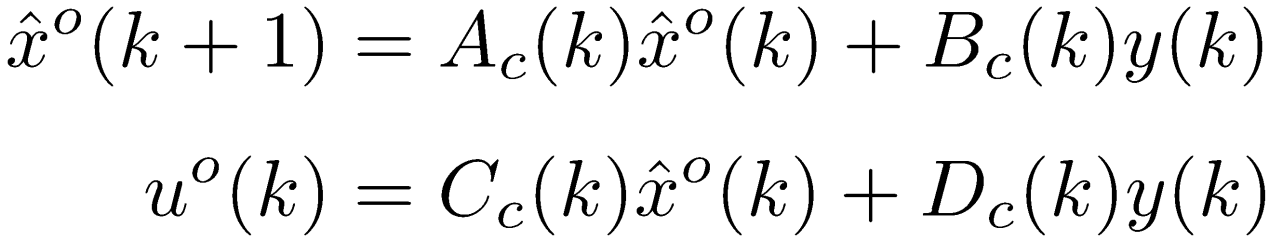 x̂ᵒ(k + 1) = A_c(k)x̂ᵒ(k) + B_c(k)y(k)
uᵒ(k) = C_c(k)x̂ᵒ(k) + D_c(k)y(k)